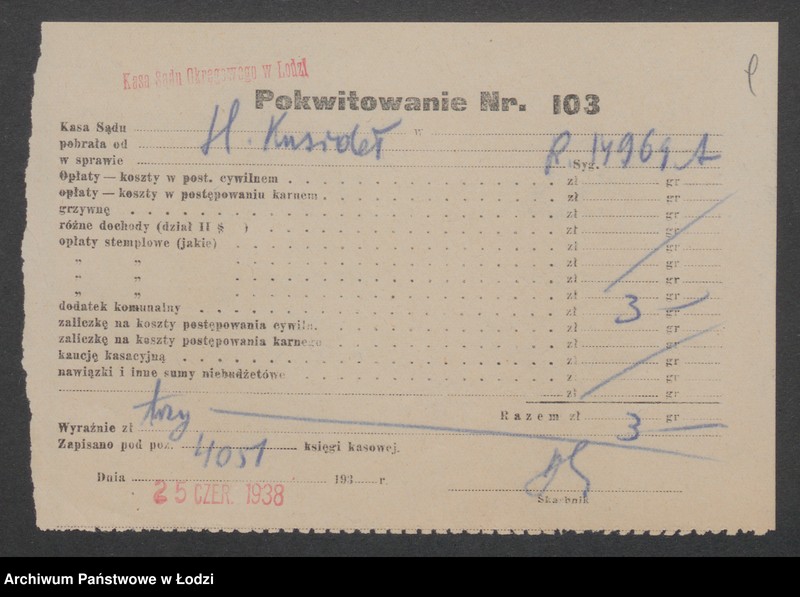 Kasa Sądu Okręgowego w Łodzi
Pokwitowanie Nr. 103
Kasa Sądu w
pobrała od H. Kusideł
w sprawie R 14969 A Syg.
Opłaty — koszty w post. cywilnem zł gr
opłaty — koszty w postępowaniu karnem zł gr
grzywnę zł gr
różne dochody (dział II § ) zł gr
opłaty stemplowe (jakie) zł gr
„ „ zł gr
„ „ zł gr
„ „ zł gr
dodatek komunalny zł 3 — gr
zaliczkę na koszty postępowania cywiln. zł gr
zaliczkę na koszty postępowania karnego zł gr
kaucję kasacyjną zł gr
nawiązki i inne sumy niebudżetowe z gr
zł gr
Razem zł 3 — gr
Wyraźnie zł trzy
Zapisano pod poz. 4051 księgi kasowej.
Dnia 25 CZER. 1938 193 r.
Skarbnik
Archiwum Państwowe w Łodzi